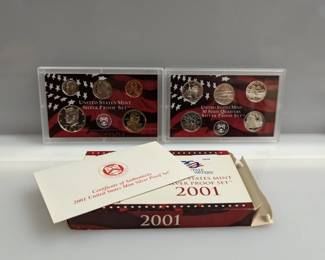 UNITED STATES MINT
SILVER PROOF SET
UNITED STATES MINT
50 STATE QUARTERS
SILVER PROOF SET
Certificate of Authenticity
2001 United States Mint Silver Proof Set
STATES MINT
SILVER PROOF SET
2001
2001